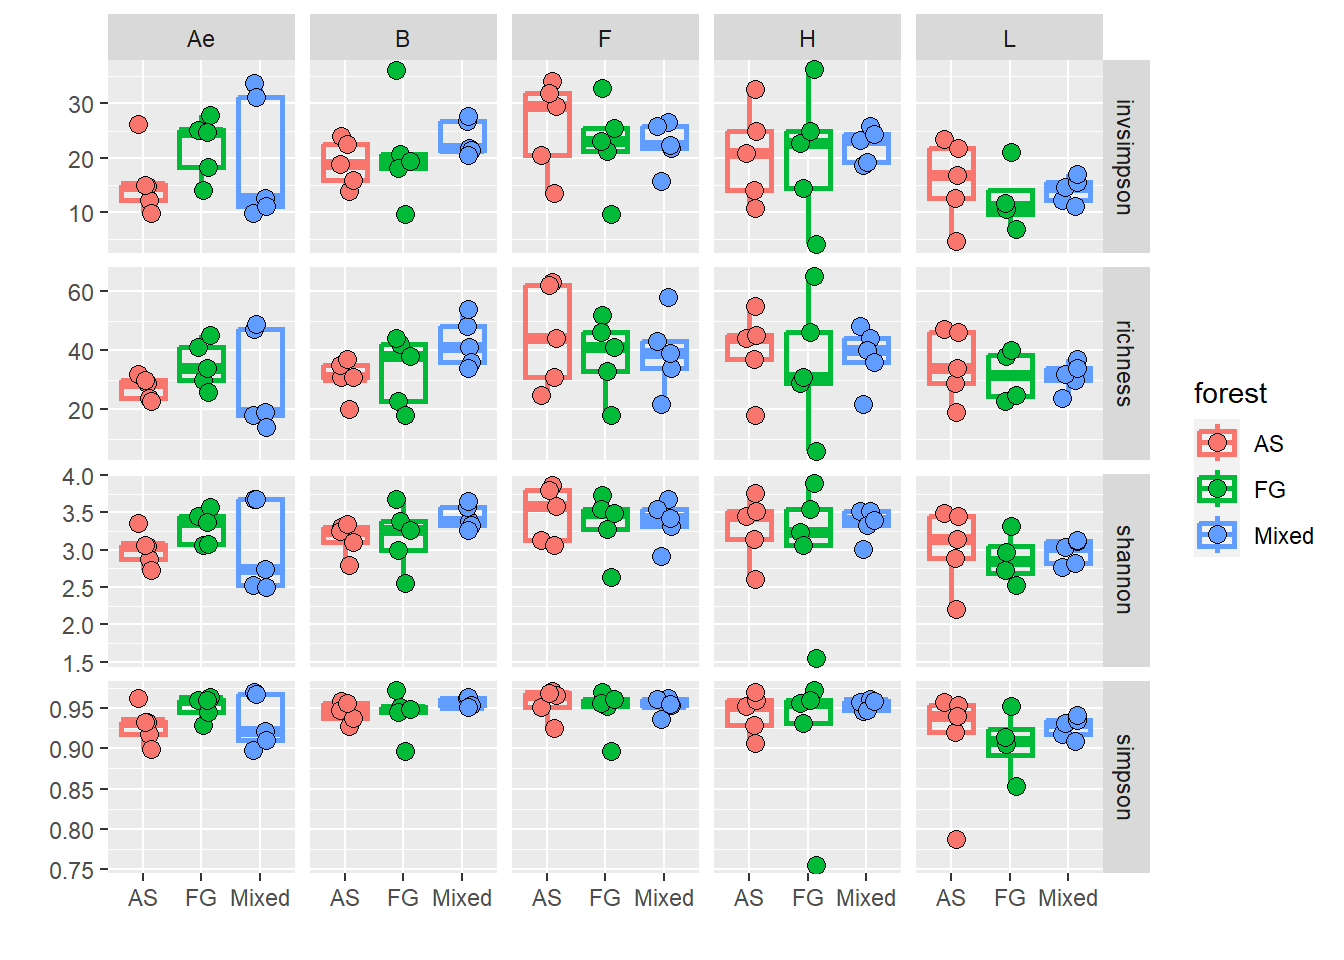 Ae B F H L
30
20
10
invsimpson
60
40
20
richness
4.0
3.5
3.0
2.5
2.0
1.5
shannon
0.95
0.90
0.85
0.80
0.75
simpson
AS FG Mixed AS FG Mixed AS FG Mixed AS FG Mixed AS FG Mixed
forest
AS
FG
Mixed